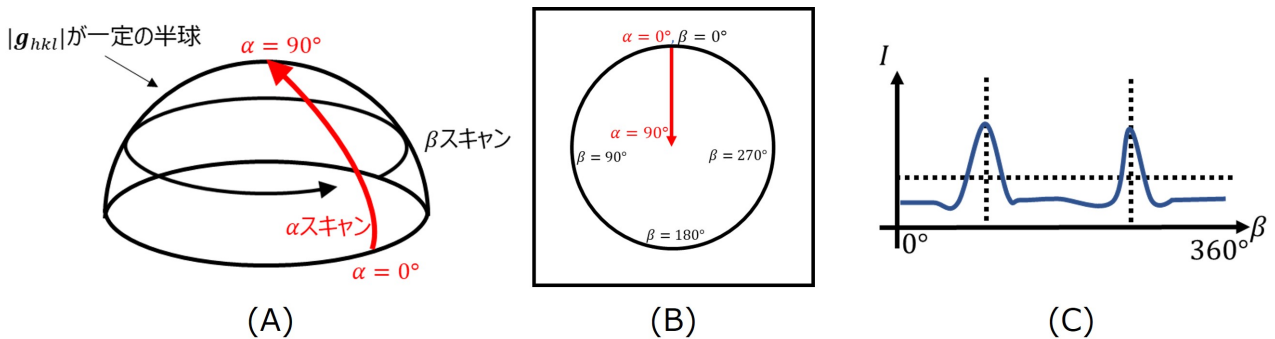 |𝒈ₕₖₗ|が一定の半球
α = 90°
βスキャン
αスキャン
α = 0°
(A)
α = 0°, β = 0°
α = 90°
β = 90°
β = 270°
β = 180°
(B)
I
0°
360°
β
(C)